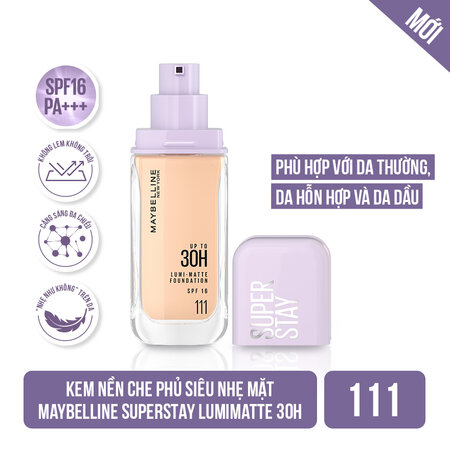 MỚI
SPF16
PA+++
KHÔNG LEM KHÔNG TRÔI
CĂNG SÁNG ĐA CHIỀU
"NHẸ NHƯ KHÔNG" TRÊN DA
MAYBELLINE
NEW YORK
UP TO
30H
LUMI-MATTE
FOUNDATION
SPF 16
111
SUPER
STAY
PHÙ HỢP VỚI DA THƯỜNG,
DA HỖN HỢP VÀ DA DẦU
KEM NỀN CHE PHỦ SIÊU NHẸ MẶT
MAYBELLINE SUPERSTAY LUMIMATTE 30H
111